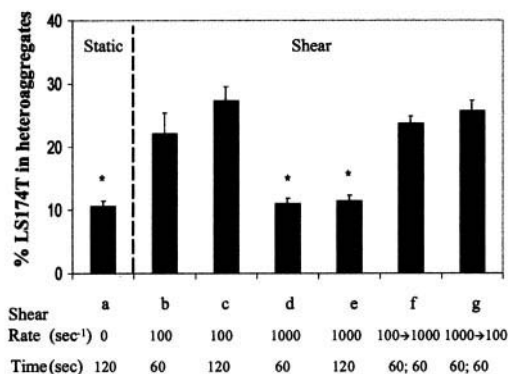 % LS174T in heteroaggregates
40
30
20
10
0
Static
Shear
*
*
*
Shear a b c d e f g
Rate (sec⁻¹) 0 100 100 1000 1000 100→1000 1000→100
Time (sec) 120 60 120 60 120 60; 60 60; 60